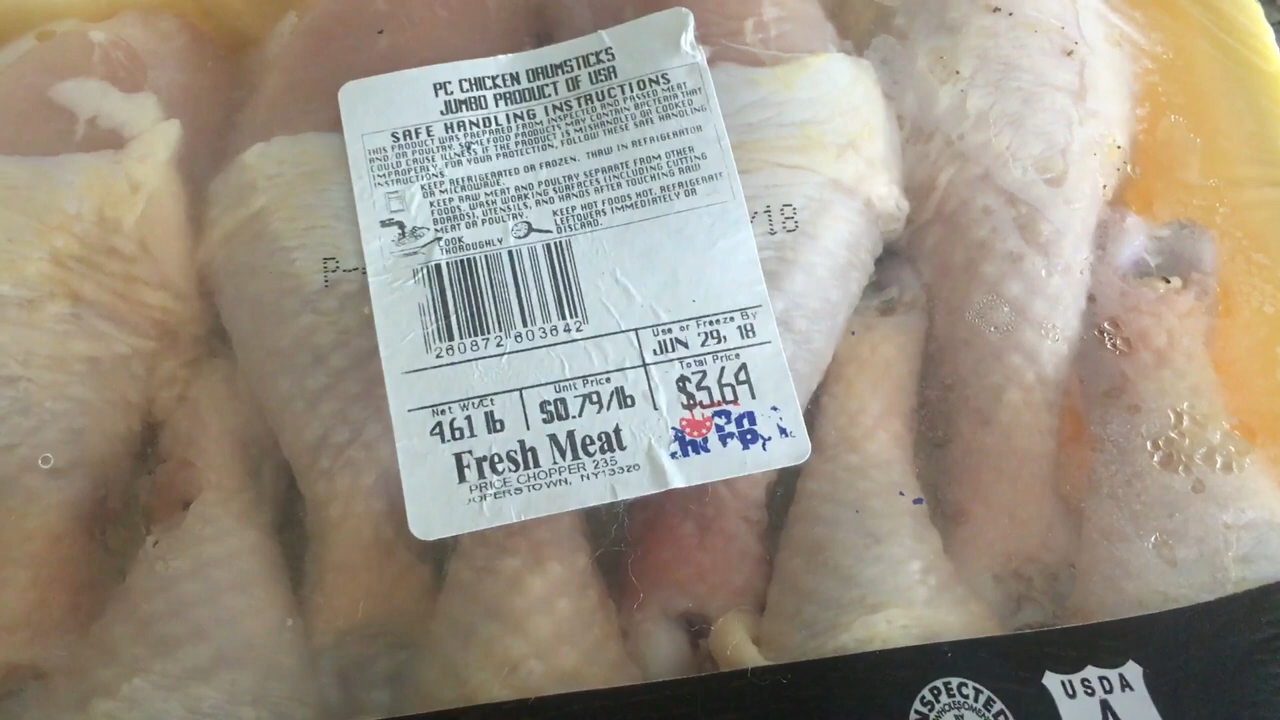 PC CHICKEN DRUMSTICKS
JUMBO PRODUCT OF USA
SAFE HANDLING INSTRUCTIONS
THIS PRODUCT WAS PREPARED FROM INSPECTED AND PASSED MEAT
AND/OR POULTRY. SOME FOOD PRODUCTS MAY CONTAIN BACTERIA THAT
COULD CAUSE ILLNESS IF THE PRODUCT IS MISHANDLED OR COOKED
IMPROPERLY. FOR YOUR PROTECTION, FOLLOW THESE SAFE HANDLING
INSTRUCTIONS.
KEEP REFRIGERATED OR FROZEN. THAW IN REFRIGERATOR
OR MICROWAVE.
KEEP RAW MEAT AND POULTRY SEPARATE FROM OTHER
FOODS. WASH WORKING SURFACES (INCLUDING CUTTING
BOARDS), UTENSILS, AND HANDS AFTER TOUCHING RAW
MEAT OR POULTRY.
COOK
THOROUGHLY
KEEP HOT FOODS HOT. REFRIGERATE
LEFTOVERS IMMEDIATELY OR
DISCARD.
P-
/18
260872 603642
Use or Freeze By
JUN 29, 18
Net Wt/Ct
4.61 lb
Unit Price
$0.79/lb
Total Price
$3.64
Fresh Meat
PRICE CHOPPER 235
OPERSTOWN, NY13326
NSPECTED
WHOLESOMEN
BY
USDA
A